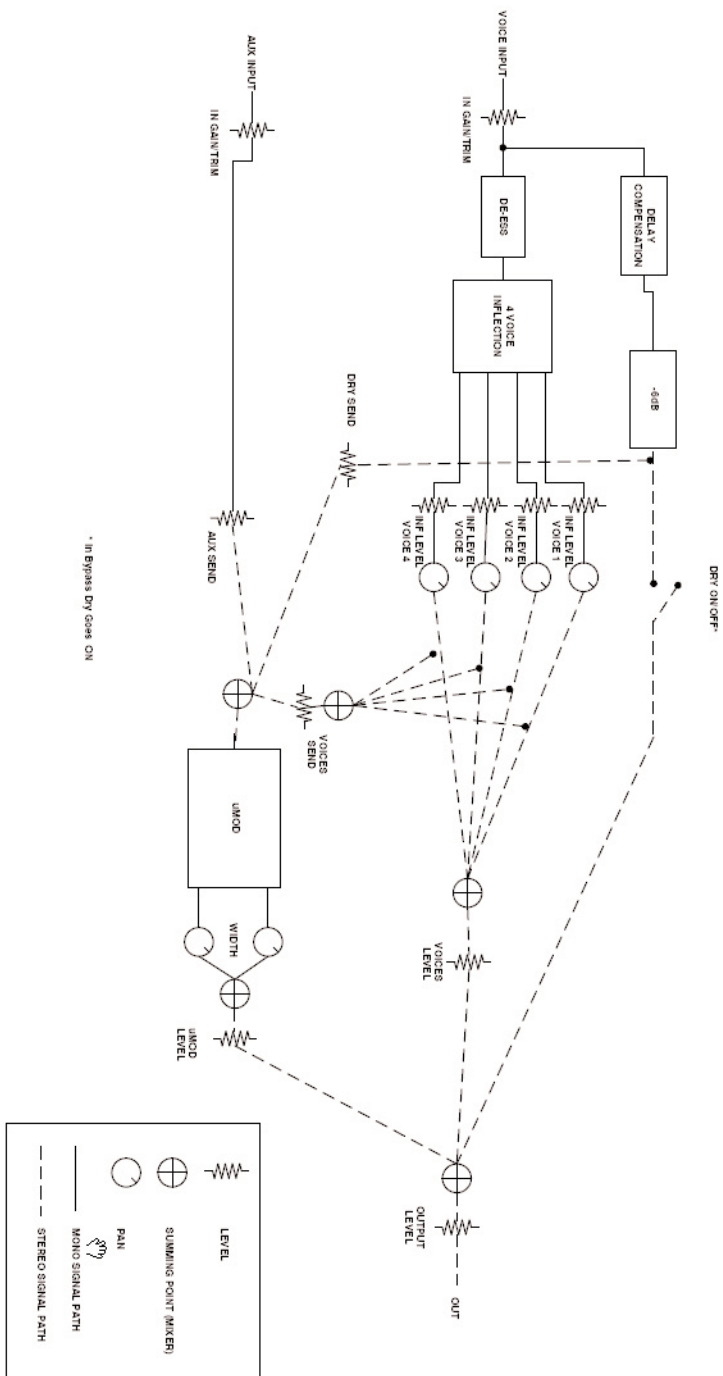 DRY ON/OFF*
DELAY
COMPENSATION
-6dB
VOICE INPUT
IN GAIN/TRIM
DE-ESS
4 VOICE
INFLECTION
INF LEVEL
VOICE 1
INF LEVEL
VOICE 2
INF LEVEL
VOICE 3
INF LEVEL
VOICE 4
VOICES
LEVEL
OUTPUT
LEVEL
OUT
DRY SEND
VOICES
SEND
AUX INPUT
IN GAIN/TRIM
AUX SEND
uMOD
WIDTH
uMOD
LEVEL
* In Bypass Dry Goes ON
LEVEL
SUMMING POINT (MIXER)
PAN
MONO SIGNAL PATH
STEREO SIGNAL PATH